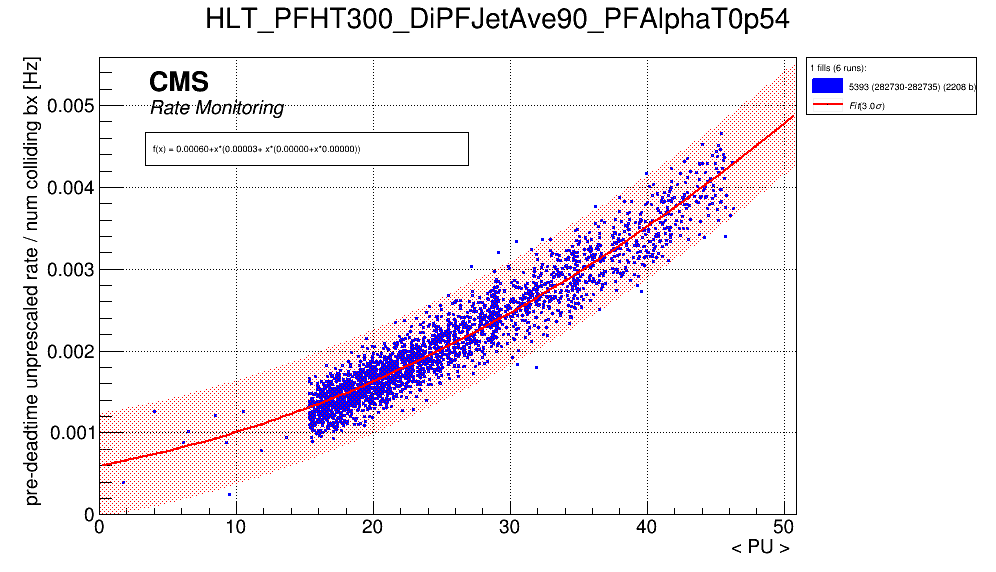 HLT_PFHT300_DiPFJetAve90_PFAlphaT0p54
pre-deadtime unprescaled rate / num colliding bx [Hz]
CMS
Rate Monitoring
f(x) = 0.00060+x*(0.00003+ x*(0.00000+x*0.00000))
0.005
0.004
0.003
0.002
0.001
0
0 10 20 30 40 50
< PU >
1 fills (6 runs):
5393 (282730-282735) (2208 b)
Fit(3.0σ)